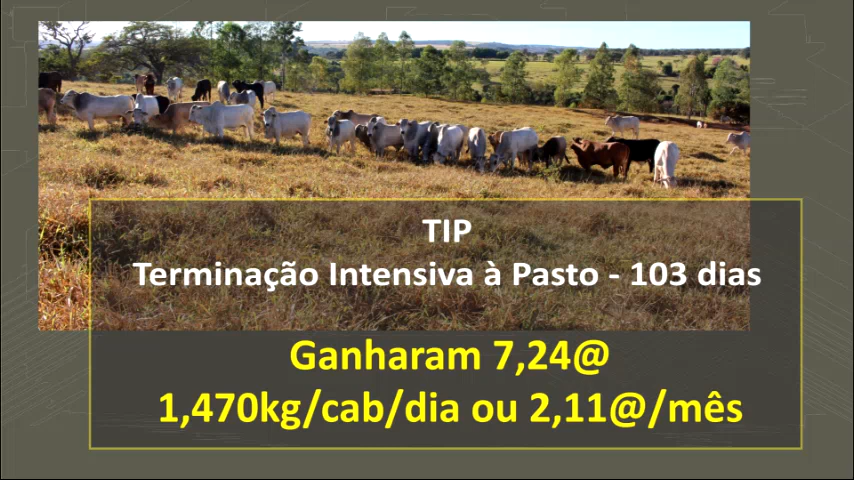 TIP
Terminação Intensiva à Pasto - 103 dias
Ganharam 7,24@
1,470kg/cab/dia ou 2,11@/mês